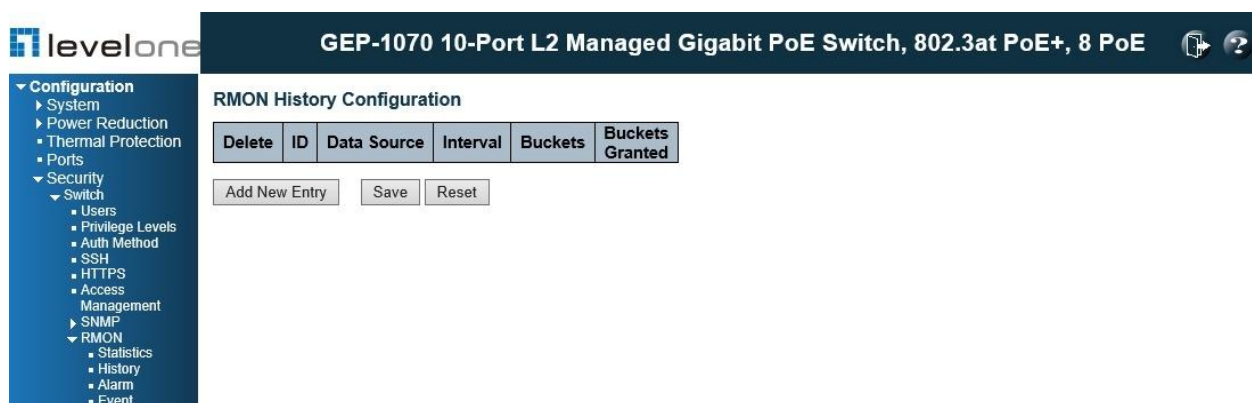 levelone
GEP-1070 10-Port L2 Managed Gigabit PoE Switch, 802.3at PoE+, 8 PoE
?
Configuration
System
Power Reduction
Thermal Protection
Ports
Security
Switch
Users
Privilege Levels
Auth Method
SSH
HTTPS
Access
Management
SNMP
RMON
Statistics
History
Alarm
Event
RMON History Configuration
Delete ID Data Source Interval Buckets Buckets
Granted
Add New Entry Save Reset